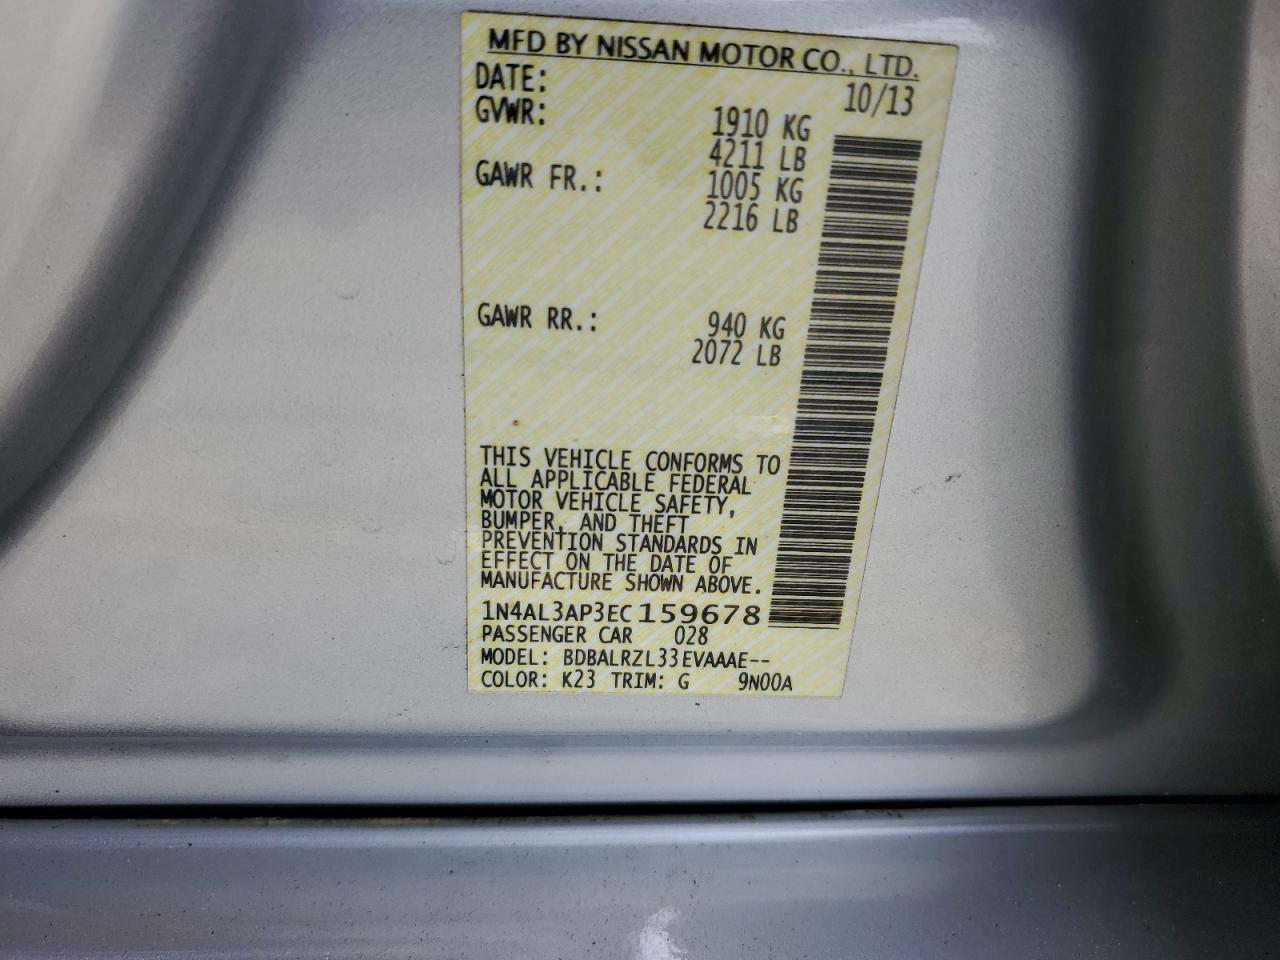 MFD BY NISSAN MOTOR CO., LTD.
DATE: 10/13
GVWR: 1910 KG
4211 LB
GAWR FR.: 1005 KG
2216 LB
GAWR RR.: 940 KG
2072 LB
THIS VEHICLE CONFORMS TO
ALL APPLICABLE FEDERAL
MOTOR VEHICLE SAFETY,
BUMPER, AND THEFT
PREVENTION STANDARDS IN
EFFECT ON THE DATE OF
MANUFACTURE SHOWN ABOVE.
1N4AL3AP3EC159678
PASSENGER CAR 028
MODEL: BDBALRZL33EVAAAE--
COLOR: K23 TRIM: G 9N00A